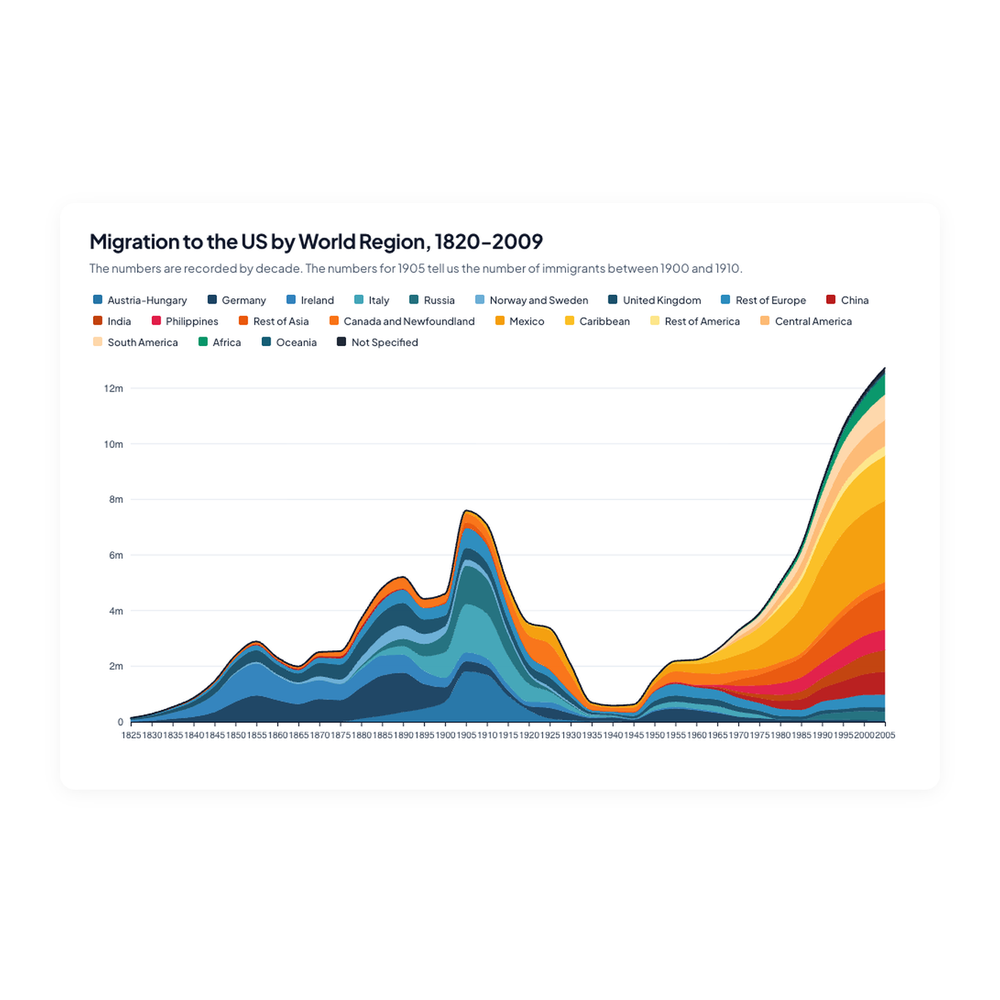 Migration to the US by World Region, 1820–2009
The numbers are recorded by decade. The numbers for 1905 tell us the number of immigrants between 1900 and 1910.
Austria-Hungary Germany Ireland Italy Russia Norway and Sweden United Kingdom Rest of Europe China
India Philippines Rest of Asia Canada and Newfoundland Mexico Caribbean Rest of America Central America
South America Africa Oceania Not Specified
12m
10m
8m
6m
4m
2m
0
1825 1830 1835 1840 1845 1850 1855 1860 1865 1870 1875 1880 1885 1890 1895 1900 1905 1910 1915 1920 1925 1930 1935 1940 1945 1950 1955 1960 1965 1970 1975 1980 1985 1990 1995 2000 2005